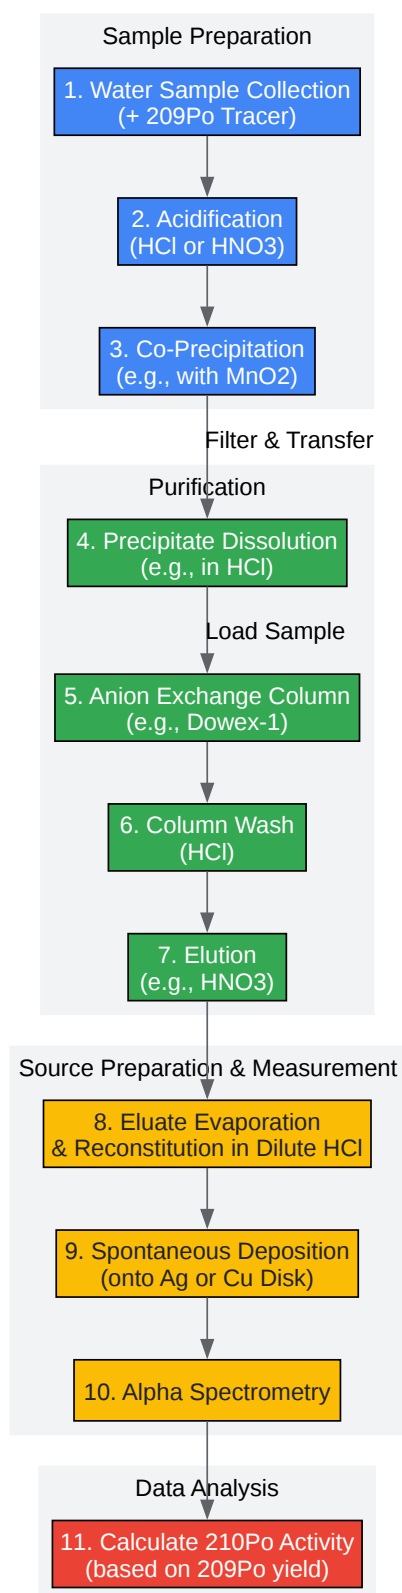 Sample Preparation
1. Water Sample Collection
(+ 209Po Tracer)
2. Acidification
(HCl or HNO3)
3. Co-Precipitation
(e.g., with MnO2)
Filter & Transfer
Purification
4. Precipitate Dissolution
(e.g., in HCl)
Load Sample
5. Anion Exchange Column
(e.g., Dowex-1)
6. Column Wash
(HCl)
7. Elution
(e.g., HNO3)
Source Preparation & Measurement
8. Eluate Evaporation
& Reconstitution in Dilute HCl
9. Spontaneous Deposition
(onto Ag or Cu Disk)
10. Alpha Spectrometry
Data Analysis
11. Calculate 210Po Activity
(based on 209Po yield)